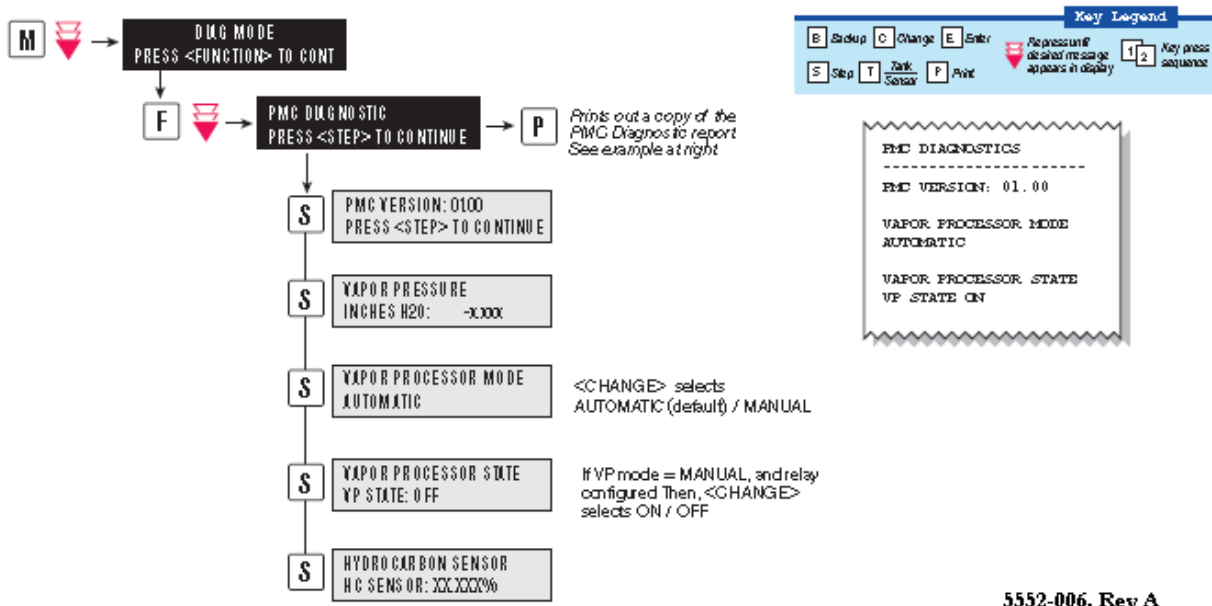 M
DIAG MODE
PRESS <FUNCTION> TO CONT
Key Legend
B Backup C Change E Enter
S Step T Tank
Sensor P Print
Repress until
desired message
appears in display
1 2 Key press
sequence
F
PMC DIAGNOSTIC
PRESS <STEP> TO CONTINUE
P
Prints out a copy of the
PMC Diagnostic report
See example at right
S
PMC VERSION: 0100
PRESS <STEP> TO CONTINUE
S
VAPOR PRESSURE
INCHES H20: -X.XXX
S
VAPOR PROCESSOR MODE
AUTOMATIC
<CHANGE> selects
AUTOMATIC (default) / MANUAL
S
VAPOR PROCESSOR STATE
VP STATE: OFF
If VP mode = MANUAL, and relay
configured Then, <CHANGE>
selects ON / OFF
S
HYDROCARBON SENSOR
HC SENSOR: XX.XXX%
PMC DIAGNOSTICS
- - - - - - - - - - - - - - - - - - - - - - - -
PMC VERSION: 01.00
VAPOR PROCESSOR MODE
AUTOMATIC
VAPOR PROCESSOR STATE
VP STATE ON
5552-006, Rev A